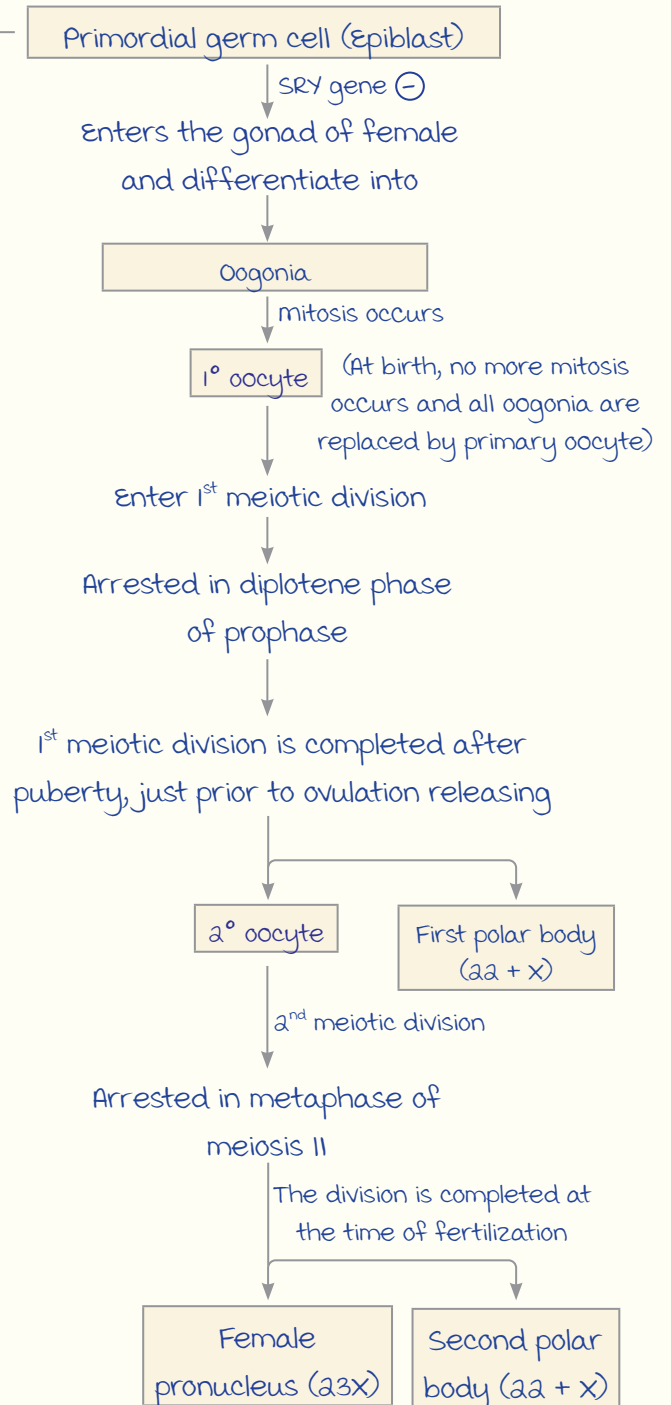 Primordial germ cell (Epiblast)
SRY gene ⊖
Enters the gonad of female
and differentiate into
Oogonia
mitosis occurs
1° oocyte
(At birth, no more mitosis
occurs and all oogonia are
replaced by primary oocyte)
Enter 1st meiotic division
Arrested in diplotene phase
of prophase
1st meiotic division is completed after
puberty, just prior to ovulation releasing
2° oocyte
First polar body
(22 + X)
2nd meiotic division
Arrested in metaphase of
meiosis II
The division is completed at
the time of fertilization
Female
pronucleus (23X)
Second polar
body (22 + X)